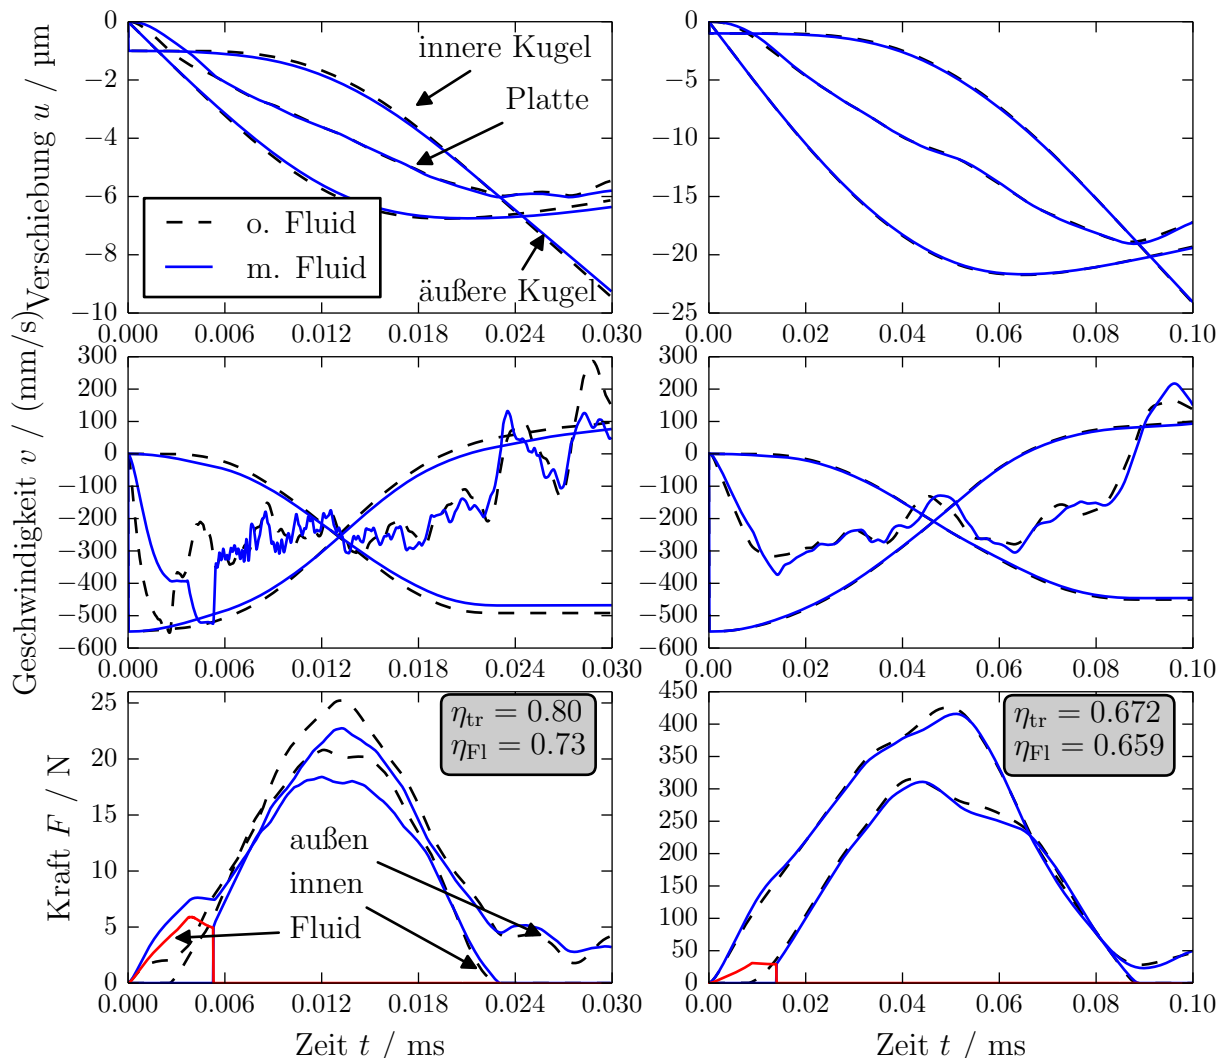 Verschiebung u / µm
0
−2
−4
−6
−8
−10
innere Kugel
Platte
äußere Kugel
o. Fluid
m. Fluid
0.000 0.006 0.012 0.018 0.024 0.030
0
−5
−10
−15
−20
−25
0.00 0.02 0.04 0.06 0.08 0.10
Geschwindigkeit v / (mm/s)
300
200
100
0
−100
−200
−300
−400
−500
−600
0.000 0.006 0.012 0.018 0.024 0.030
300
200
100
0
−100
−200
−300
−400
−500
−600
0.00 0.02 0.04 0.06 0.08 0.10
Kraft F / N
25
20
15
10
5
0
ηtr = 0.80
ηFl = 0.73
außen
innen
Fluid
0.000 0.006 0.012 0.018 0.024 0.030
Zeit t / ms
450
400
350
300
250
200
150
100
50
0
ηtr = 0.672
ηFl = 0.659
0.00 0.02 0.04 0.06 0.08 0.10
Zeit t / ms